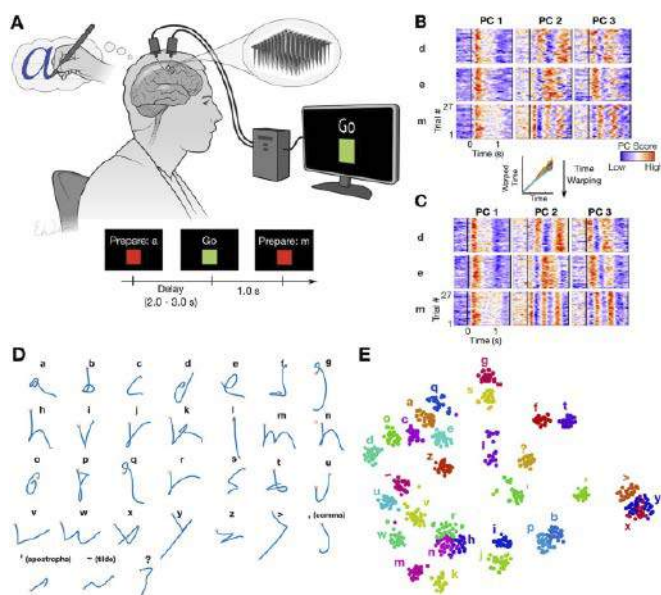 A
a
Go
Prepare: a
Go
Prepare: m
Delay
(2.0 - 3.0 s)
1.0 s
B
PC 1 PC 2 PC 3
d
e
m
27
Trial #
1
0 1
Time (s)
Warped
Time
Time
Time
Warping
PC Score
Low High
C
PC 1 PC 2 PC 3
d
e
m
27
Trial #
1
0 1
Time (s)
D
a b c d e f g
h i j k l m n
o p q r s t u
v w x y z > , (comma)
' (apostrophe) ~ (tilde) ?
E
g
q s
a f t
o c e l ?
d z
u v > y
w r x
n h i p b
m k j